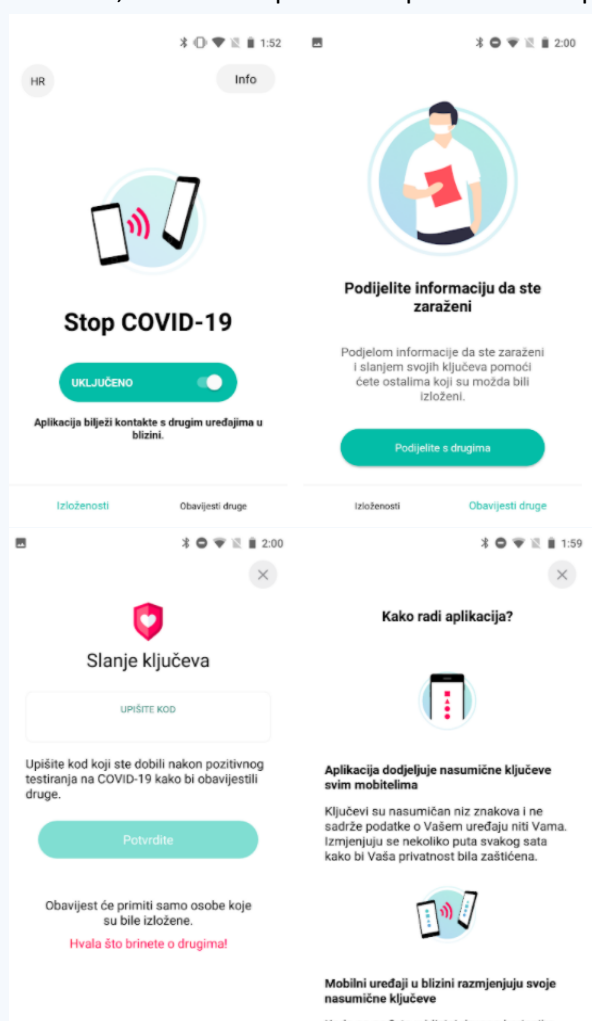 1:52
HR
Info
Stop COVID-19
UKLJUČENO
Aplikacija bilježi kontakte s drugim uređajima u
blizini.
Izloženosti
Obavijesti druge
2:00
Podijelite informaciju da ste
zaraženi
Podjelom informacije da ste zaraženi
i slanjem svojih ključeva pomoći
ćete ostalima koji su možda bili
izloženi.
Podijelite s drugima
Izloženosti
Obavijesti druge
2:00
Slanje ključeva
UPIŠITE KOD
Upišite kod koji ste dobili nakon pozitivnog
testiranja na COVID-19 kako bi obavijestili
druge.
Potvrdite
Obavijest će primiti samo osobe koje
su bile izložene.
Hvala što brinete o drugima!
1:59
Kako radi aplikacija?
Aplikacija dodjeljuje nasumične ključeve
svim mobitelima
Ključevi su nasumičan niz znakova i ne
sadrže podatke o Vašem uređaju niti Vama.
Izmjenjuju se nekoliko puta svakog sata
kako bi Vaša privatnost bila zaštićena.
Mobilni uređaji u blizini razmjenjuju svoje
nasumične ključeve